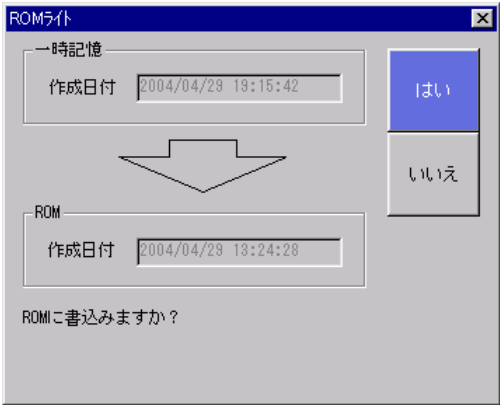 ROMライト
一時記憶
作成日付 2004/04/29 19:15:42
はい
いいえ
ROM
作成日付 2004/04/29 13:24:28
ROMに書込みますか？